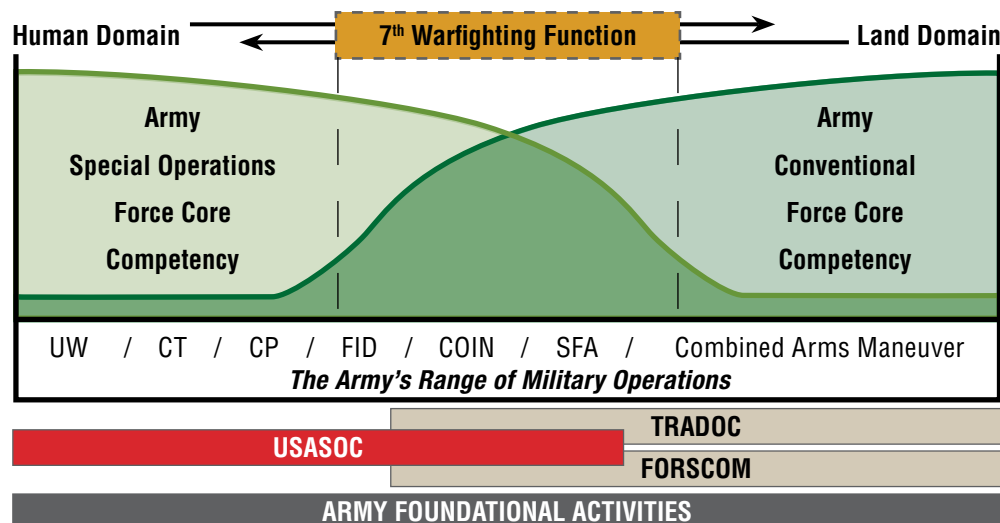 Human Domain
7th Warfighting Function
Land Domain
Army
Special Operations
Force Core
Competency
Army
Conventional
Force Core
Competency
UW / CT / CP / FID / COIN / SFA / Combined Arms Maneuver
The Army's Range of Military Operations
TRADOC
USASOC
FORSCOM
ARMY FOUNDATIONAL ACTIVITIES